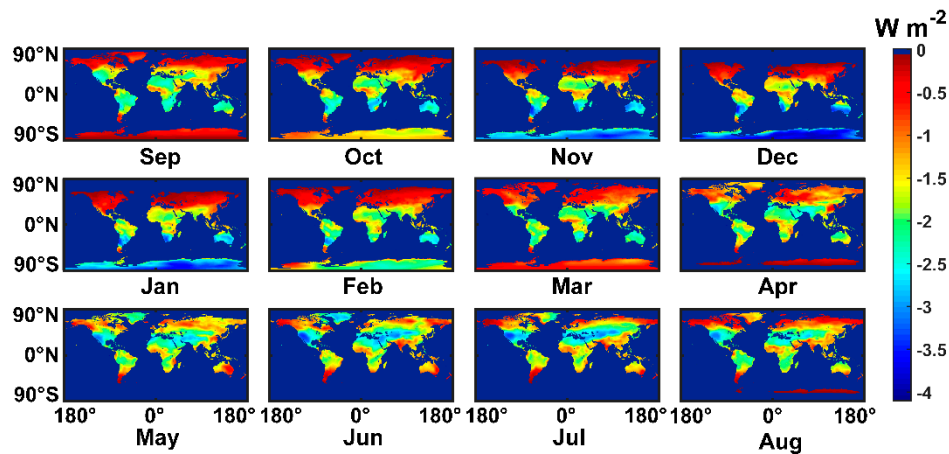 W m-2
90°N 0
0°N -0.5
90°S -1
Sep Oct Nov Dec
90°N -1.5
0°N -2
90°S -2.5
Jan Feb Mar Apr
90°N -3
0°N -3.5
90°S -4
180° 0° 180° 180° 0° 180° 180° 0° 180° 180° 0° 180°
May Jun Jul Aug